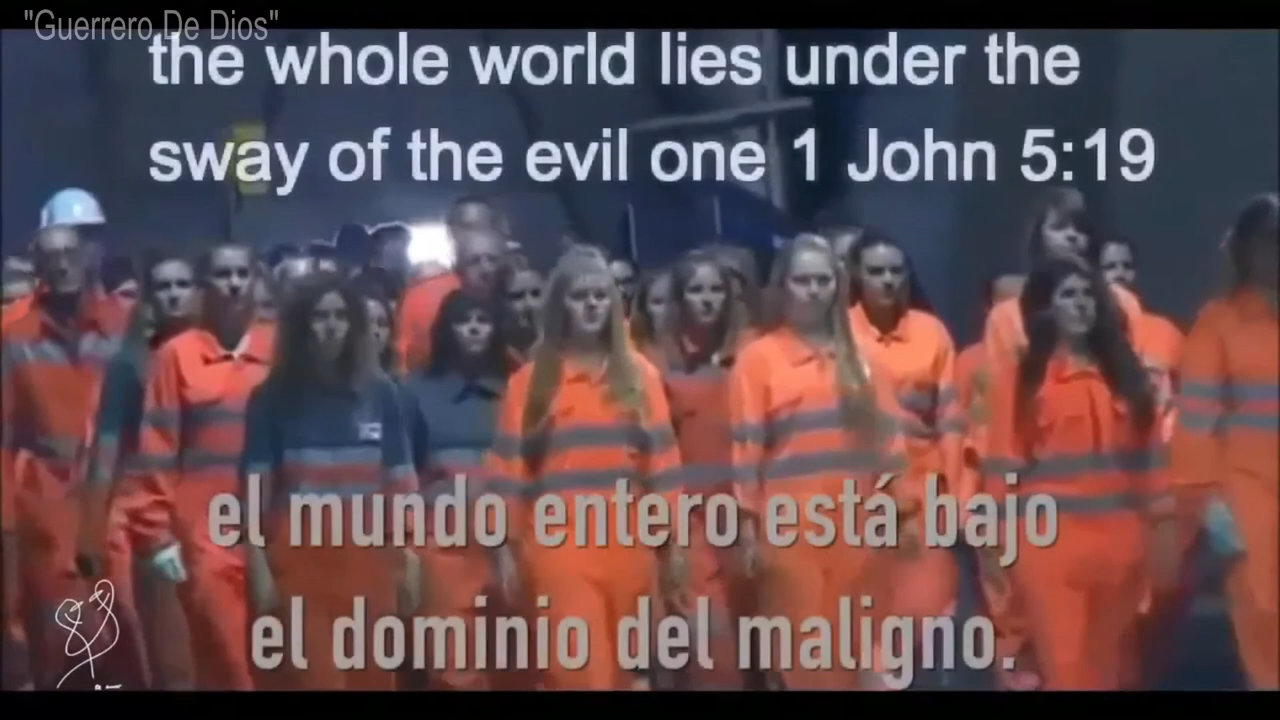 "Guerrero De Dios"
the whole world lies under the
sway of the evil one 1 John 5:19
el mundo entero está bajo
el dominio del maligno.